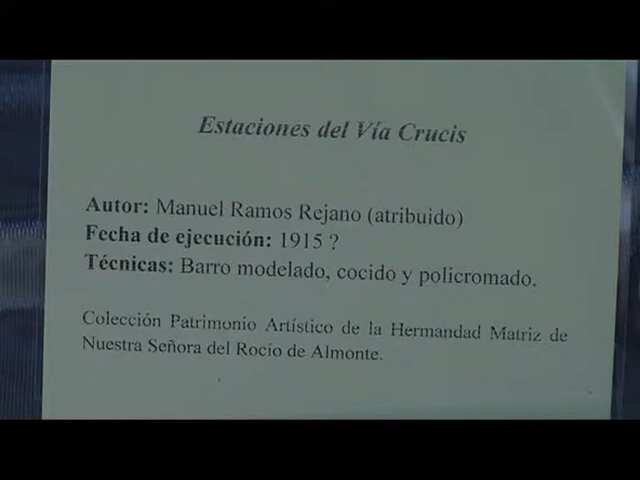 Estaciones del Vía Crucis
Autor: Manuel Ramos Rejano (atribuido)
Fecha de ejecución: 1915 ?
Técnicas: Barro modelado, cocido y policromado.
Colección Patrimonio Artístico de la Hermandad Matriz de
Nuestra Señora del Rocío de Almonte.